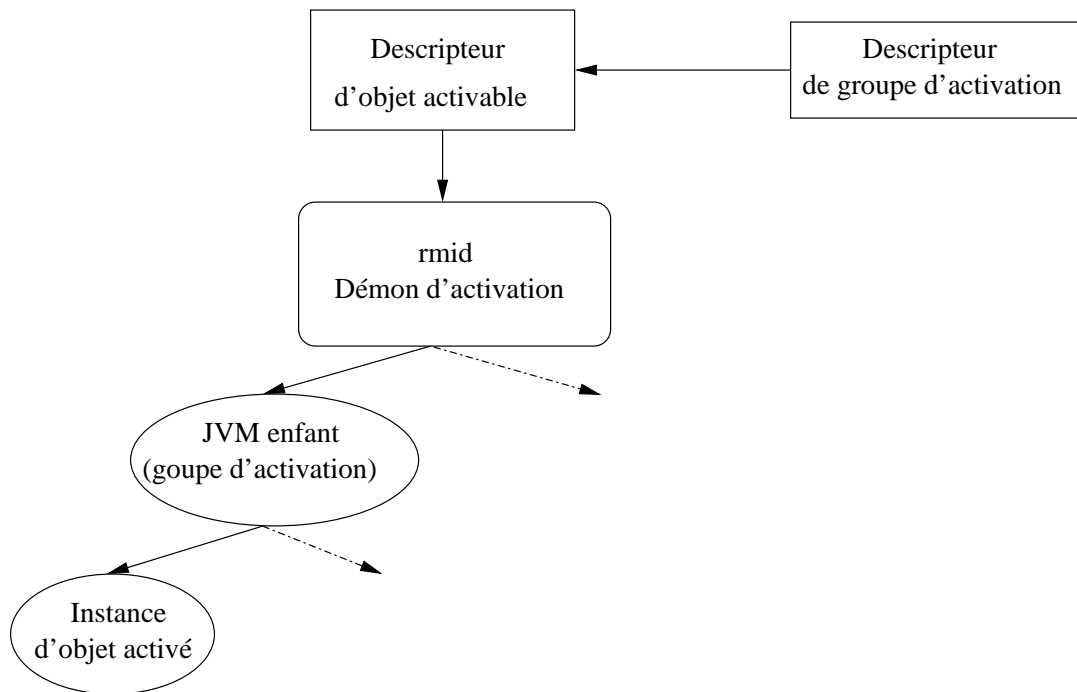 Descripteur
d’objet activable
Descripteur
de groupe d’activation
rmid
Démon d’activation
JVM enfant
(goupe d’activation)
Instance
d’objet activé